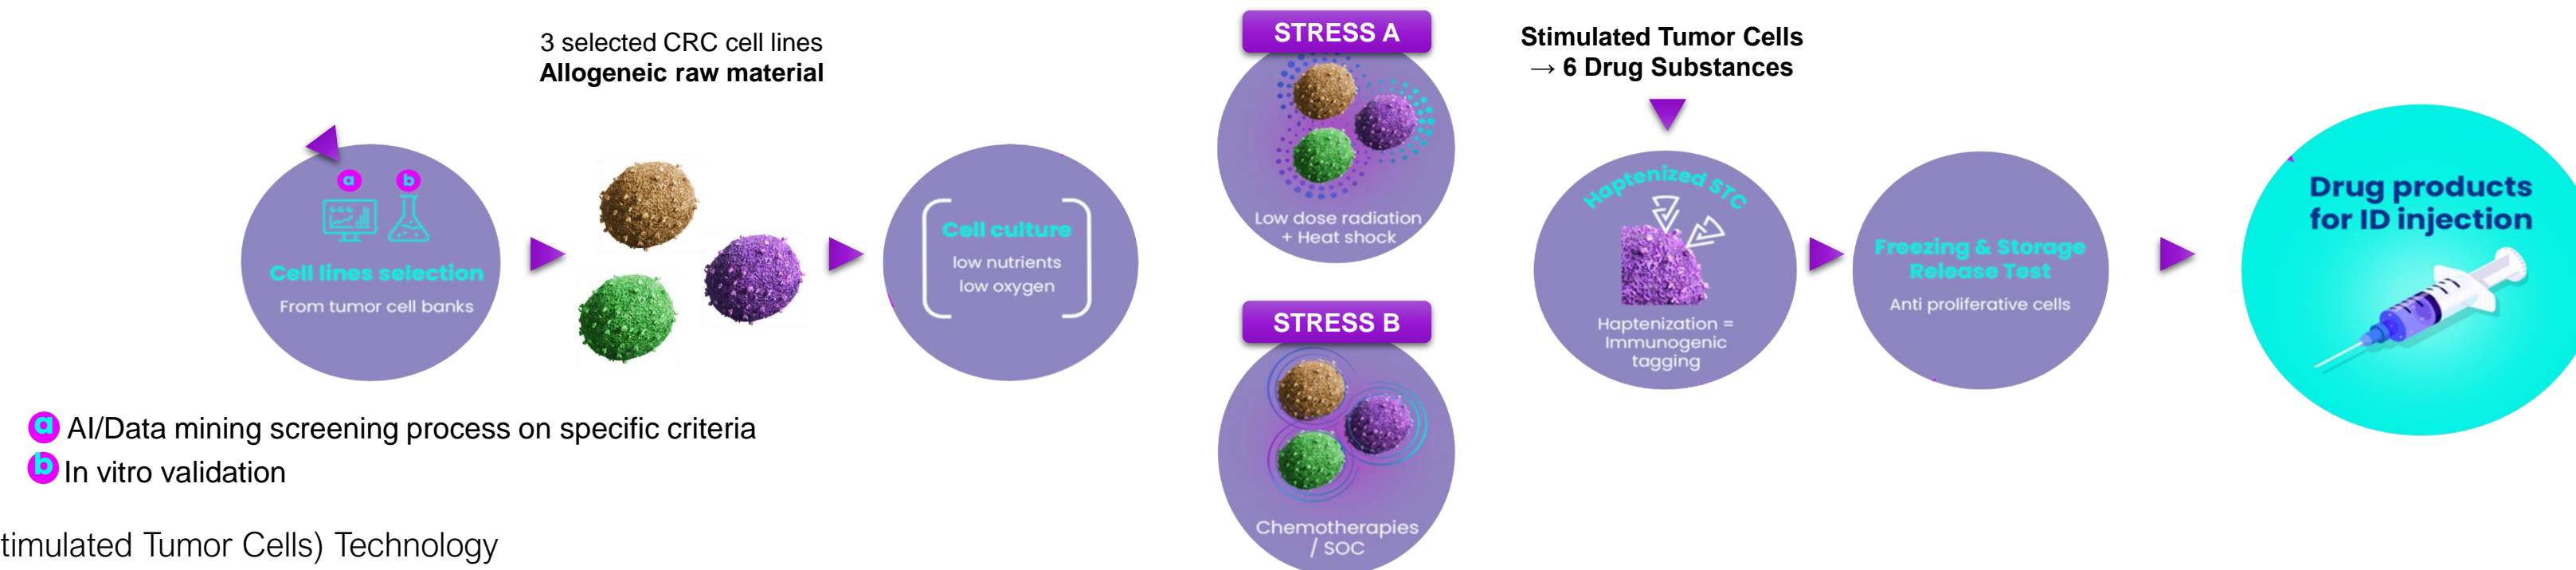 3 selected CRC cell lines
Allogeneic raw material
a b
Cell lines selection
From tumor cell banks
Cell culture
low nutrients
low oxygen
STRESS A
Low dose radiation
+ Heat shock
STRESS B
Chemotherapies
/ SOC
Stimulated Tumor Cells
→ 6 Drug Substances
Haptenized STC
Haptenization =
Immunogenic
tagging
Freezing & Storage
Release Test
Anti proliferative cells
Drug products
for ID injection
a AI/Data mining screening process on specific criteria
b In vitro validation
timulated Tumor Cells) Technology